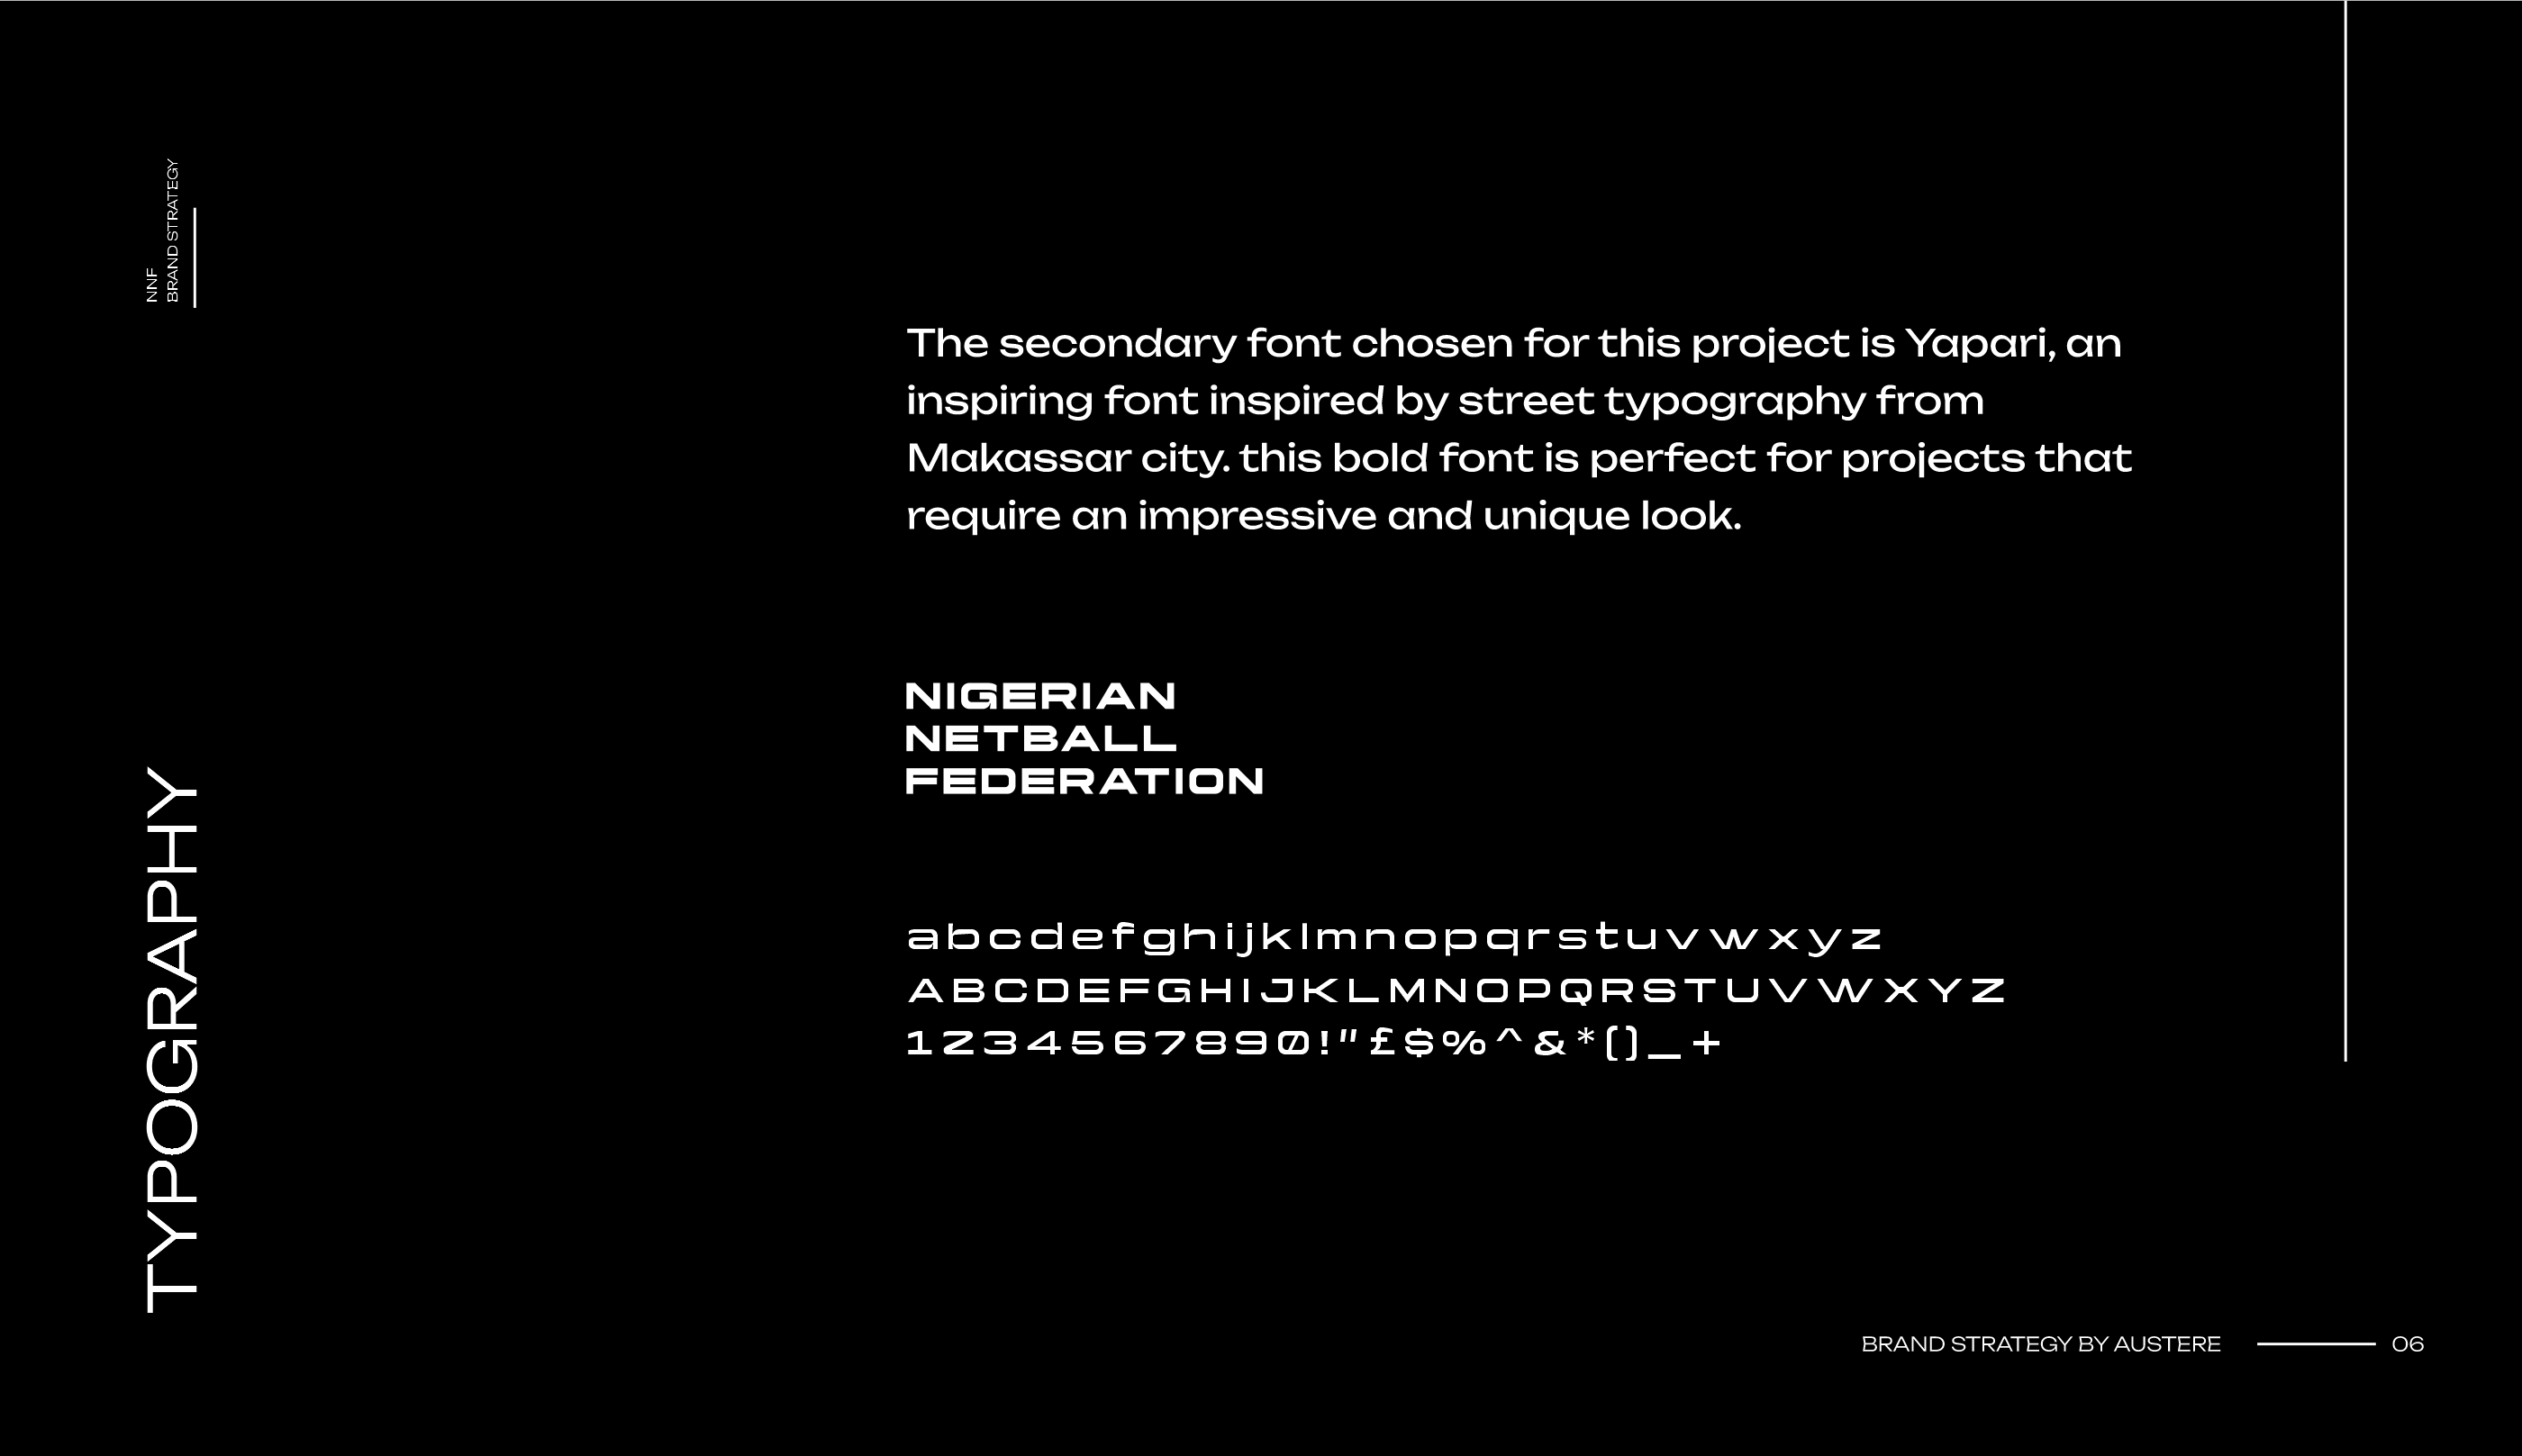 NNF
BRAND STRATEGY
The secondary font chosen for this project is Yapari, an
inspiring font inspired by street typography from
Makassar city. this bold font is perfect for projects that
require an impressive and unique look.
NIGERIAN
NETBALL
FEDERATION
abcdefghijklmnopqrstuvwxyz
ABCDEFGHIJKLMNOPQRSTUVWXYZ
1234567890!"£$%^&*()_+
TYPOGRAPHY
BRAND STRATEGY BY AUSTERE
06